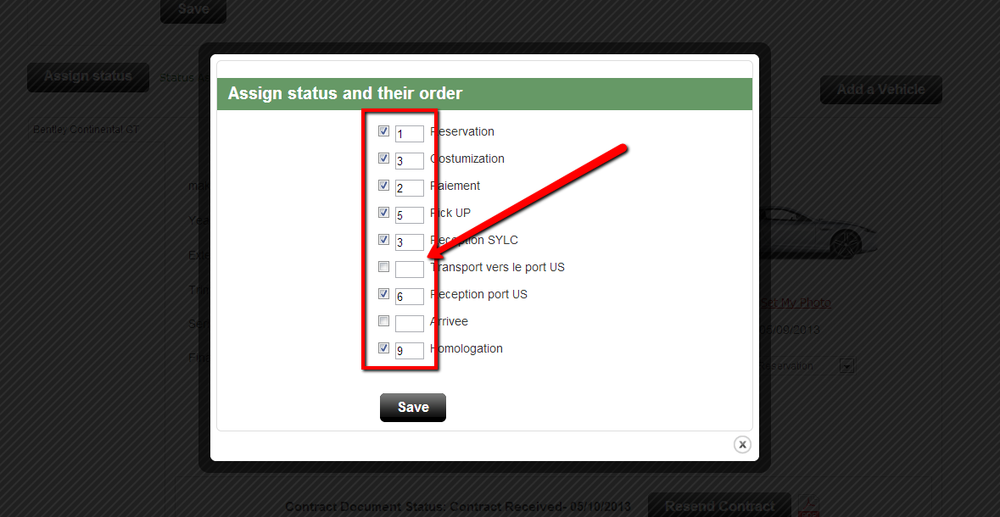 Save
Assign status
Status
Add a Vehicle
Bentley Continental GT
Assign status and their order
1 Reservation
3 Costumization
2 Paiement
5 Pick UP
3 Reception SYLC
Transport vers le port US
6 Reception port US
Arrivee
9 Homologation
Set My Photo
05/09/2013
Reservation
Save
x
Contract Document Status: Contract Received- 05/10/2013
Resend Contract